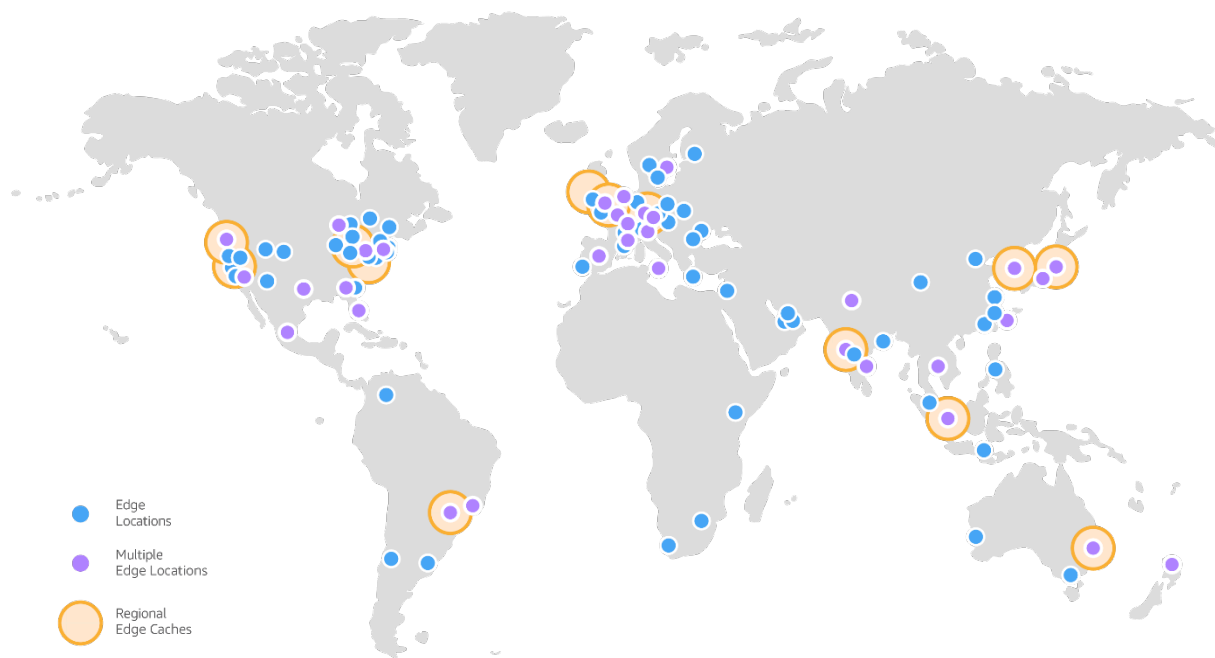 Edge
Locations
Multiple
Edge Locations
Regional
Edge Caches